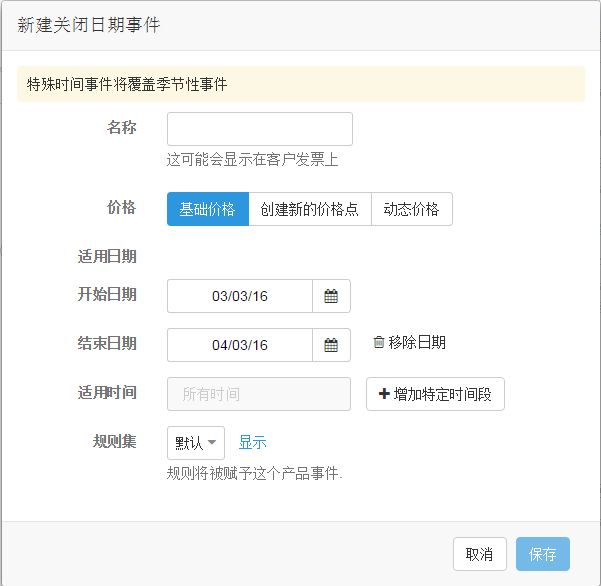 新建关闭日期事件
特殊时间事件将覆盖季节性事件
名称
这可能会显示在客户发票上
价格 基础价格 创建新的价格点 动态价格
适用日期
开始日期 03/03/16
结束日期 04/03/16 移除日期
适用时间 所有时间 增加特定时间段
规则集 默认 显示
规则将被赋予这个产品事件.
取消 保存